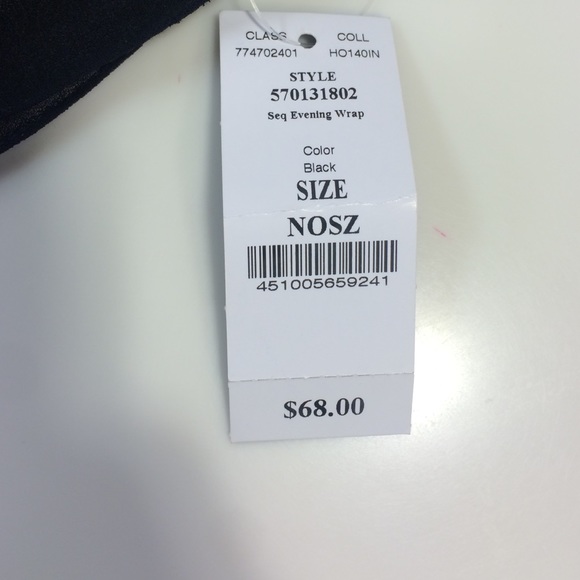 CLASS COLL
774702401 HO140IN
STYLE
570131802
Seq Evening Wrap
Color
Black
SIZE
NOSZ
451005659241
$68.00